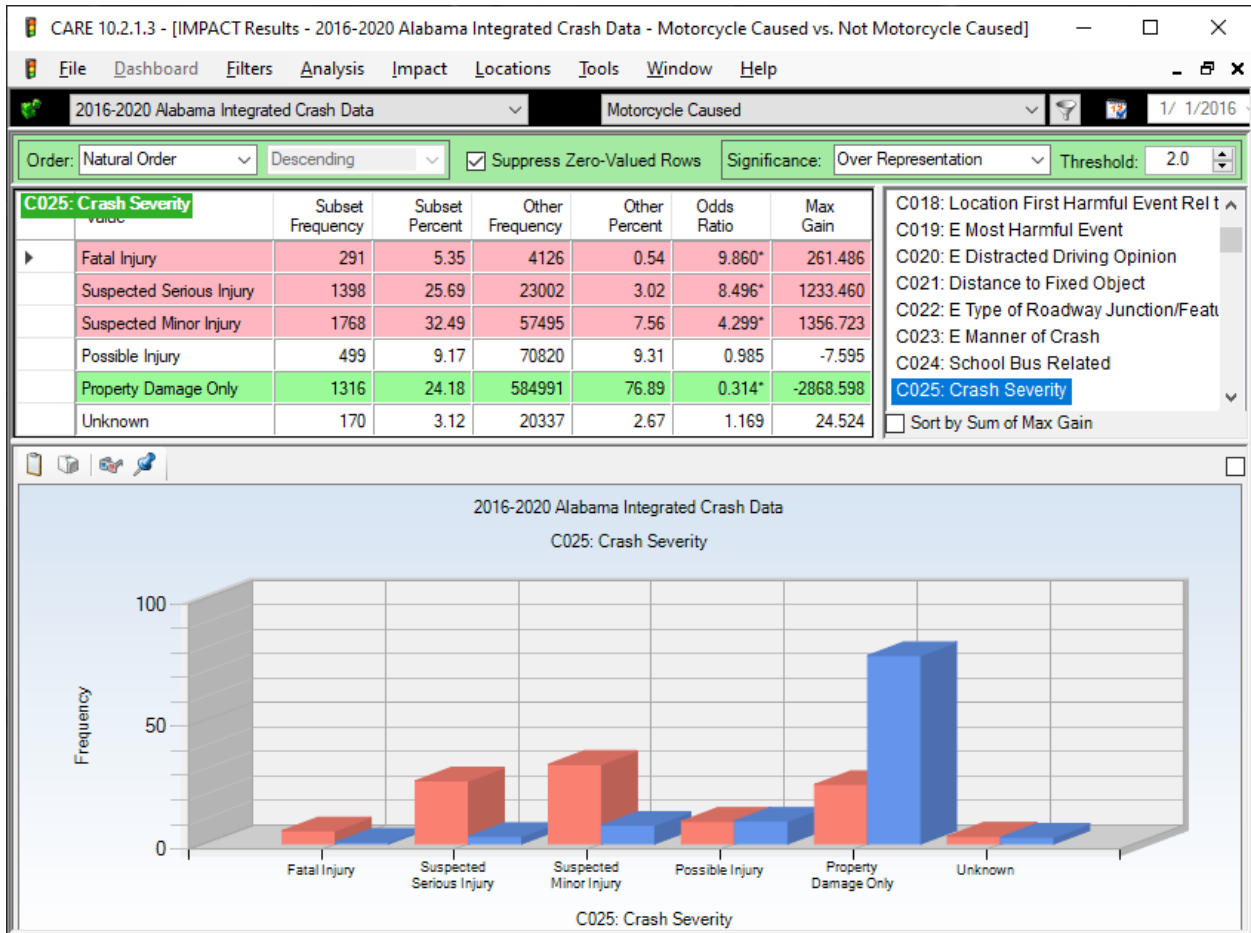 CARE 10.2.1.3 - [IMPACT Results - 2016-2020 Alabama Integrated Crash Data - Motorcycle Caused vs. Not Motorcycle Caused]
File Dashboard Filters Analysis Impact Locations Tools Window Help
2016-2020 Alabama Integrated Crash Data Motorcycle Caused 1/ 1/2016
Order: Natural Order Descending Suppress Zero-Valued Rows Significance: Over Representation Threshold: 2.0
C025: Crash Severity Subset Frequency Subset Percent Other Frequency Other Percent Odds Ratio Max Gain
Fatal Injury 291 5.35 4126 0.54 9.860* 261.486
Suspected Serious Injury 1398 25.69 23002 3.02 8.496* 1233.460
Suspected Minor Injury 1768 32.49 57495 7.56 4.299* 1356.723
Possible Injury 499 9.17 70820 9.31 0.985 -7.595
Property Damage Only 1316 24.18 584991 76.89 0.314* -2868.598
Unknown 170 3.12 20337 2.67 1.169 24.524
C018: Location First Harmful Event Rel t
C019: E Most Harmful Event
C020: E Distracted Driving Opinion
C021: Distance to Fixed Object
C022: E Type of Roadway Junction/Featu
C023: E Manner of Crash
C024: School Bus Related
C025: Crash Severity
Sort by Sum of Max Gain
2016-2020 Alabama Integrated Crash Data
C025: Crash Severity
100
50
0
Frequency
Fatal Injury
Suspected Serious Injury
Suspected Minor Injury
Possible Injury
Property Damage Only
Unknown
C025: Crash Severity